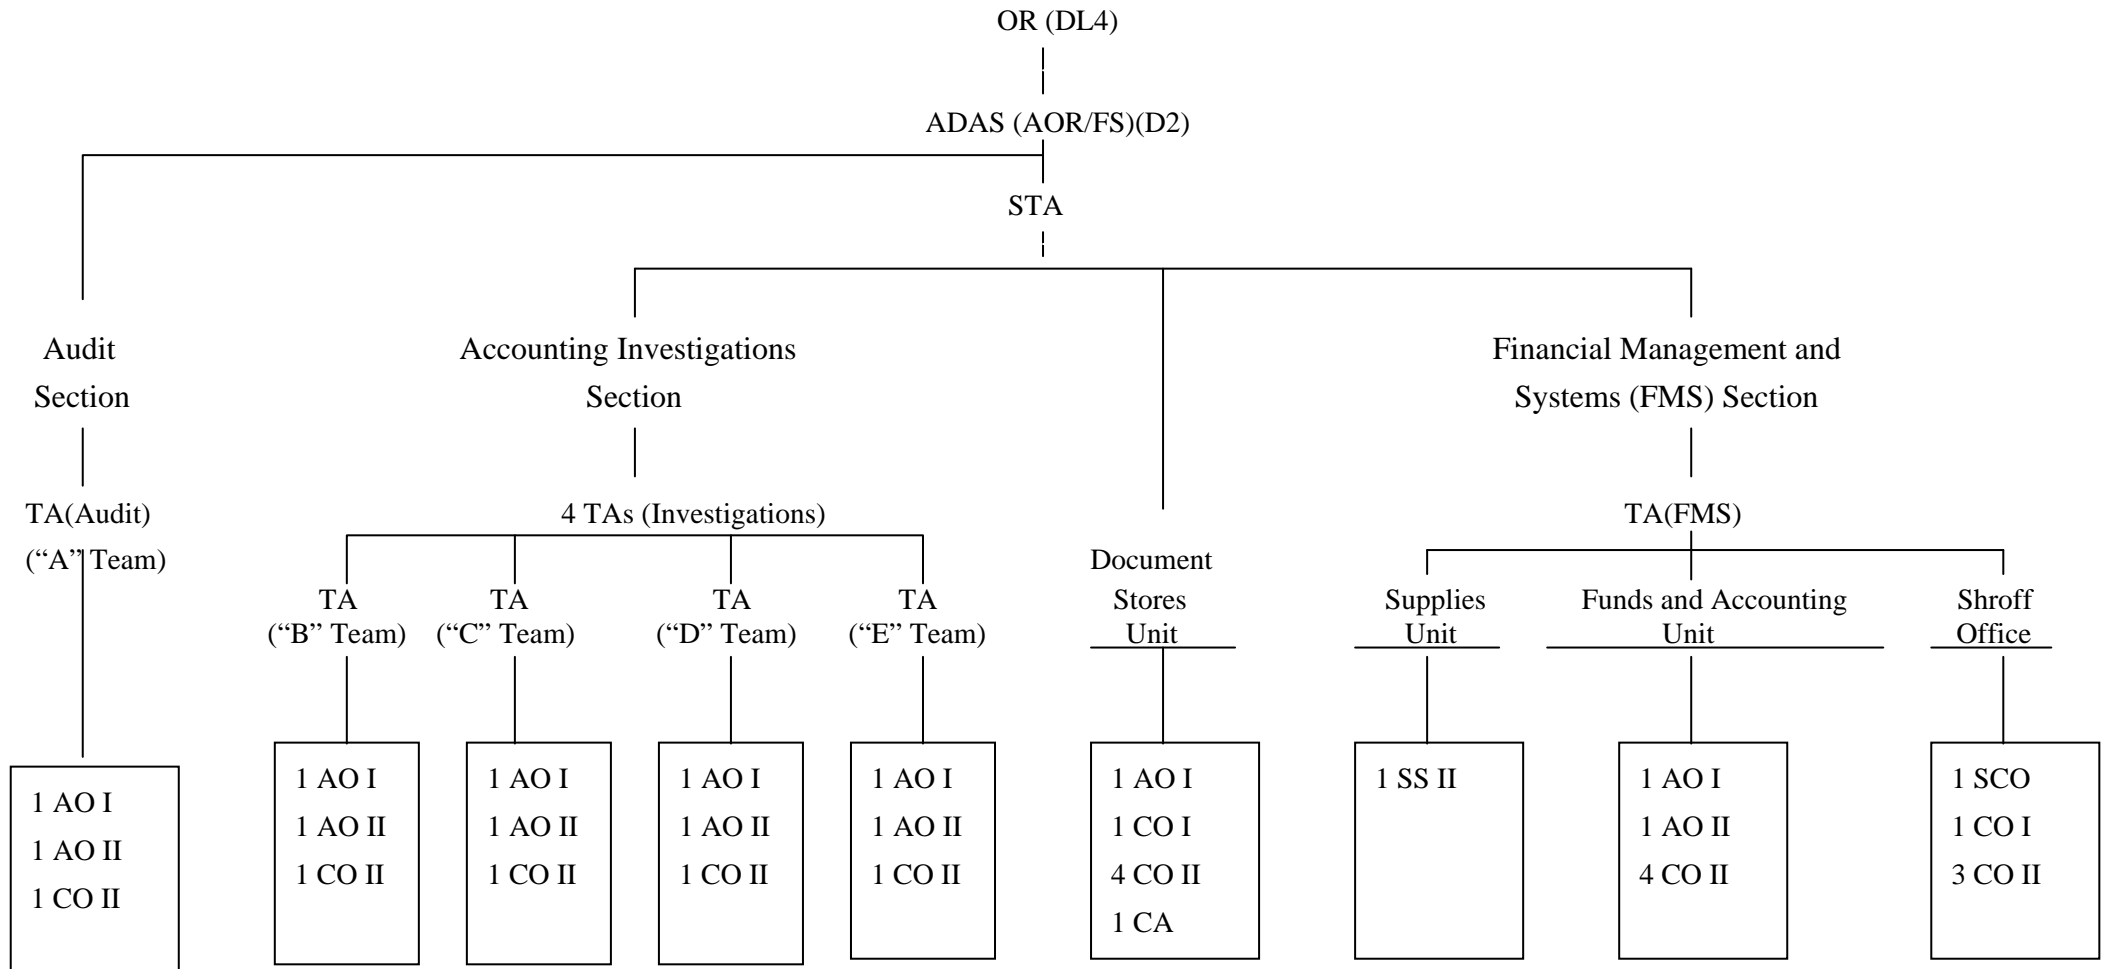 OR (DL4)
ADAS (AOR/FS)(D2)
STA
Audit
Section
Accounting Investigations
Section
Financial Management and
Systems (FMS) Section
TA(Audit)
(“A” Team)
4 TAs (Investigations)
TA(FMS)
TA
(“B” Team)
TA
(“C” Team)
TA
(“D” Team)
TA
(“E” Team)
Document
Stores
Unit
Supplies
Unit
Funds and Accounting
Unit
Shroff
Office
1 AO I
1 AO II
1 CO II
1 AO I
1 AO II
1 CO II
1 AO I
1 AO II
1 CO II
1 AO I
1 AO II
1 CO II
1 AO I
1 AO II
1 CO II
1 AO I
1 CO I
4 CO II
1 CA
1 SS II
1 AO I
1 AO II
4 CO II
1 SCO
1 CO I
3 CO II